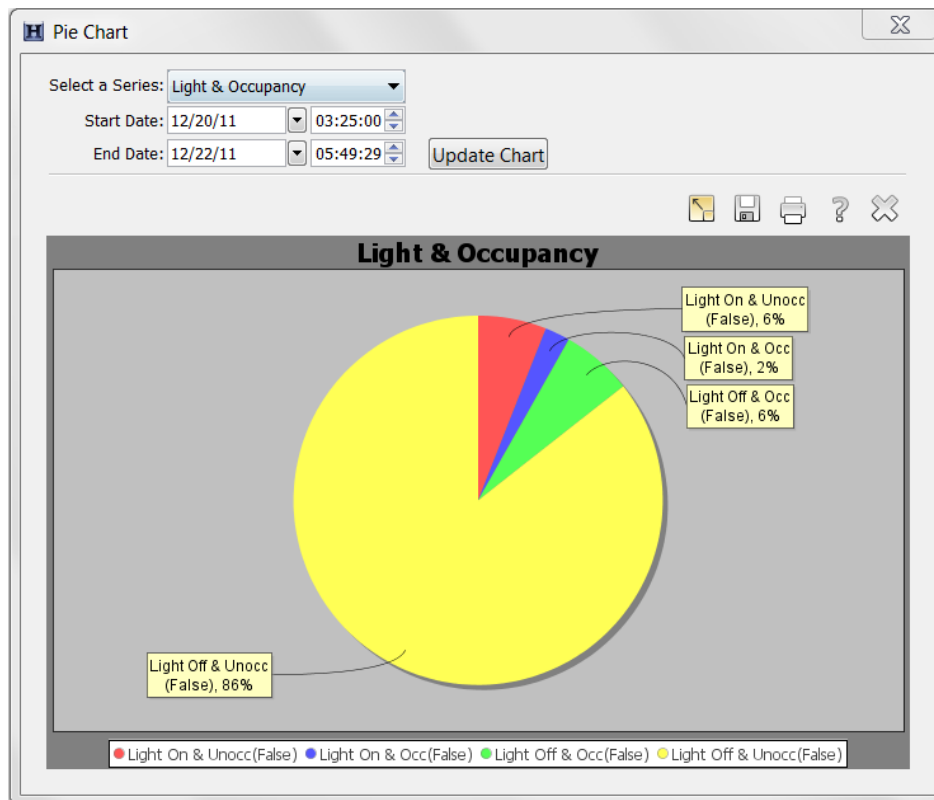 H Pie Chart
Select a Series: Light & Occupancy
Start Date: 12/20/11 03:25:00
End Date: 12/22/11 05:49:29 Update Chart
Light & Occupancy
Light On & Unocc
(False), 6%
Light On & Occ
(False), 2%
Light Off & Occ
(False), 6%
Light Off & Unocc
(False), 86%
Light On & Unocc(False) Light On & Occ(False) Light Off & Occ(False) Light Off & Unocc(False)